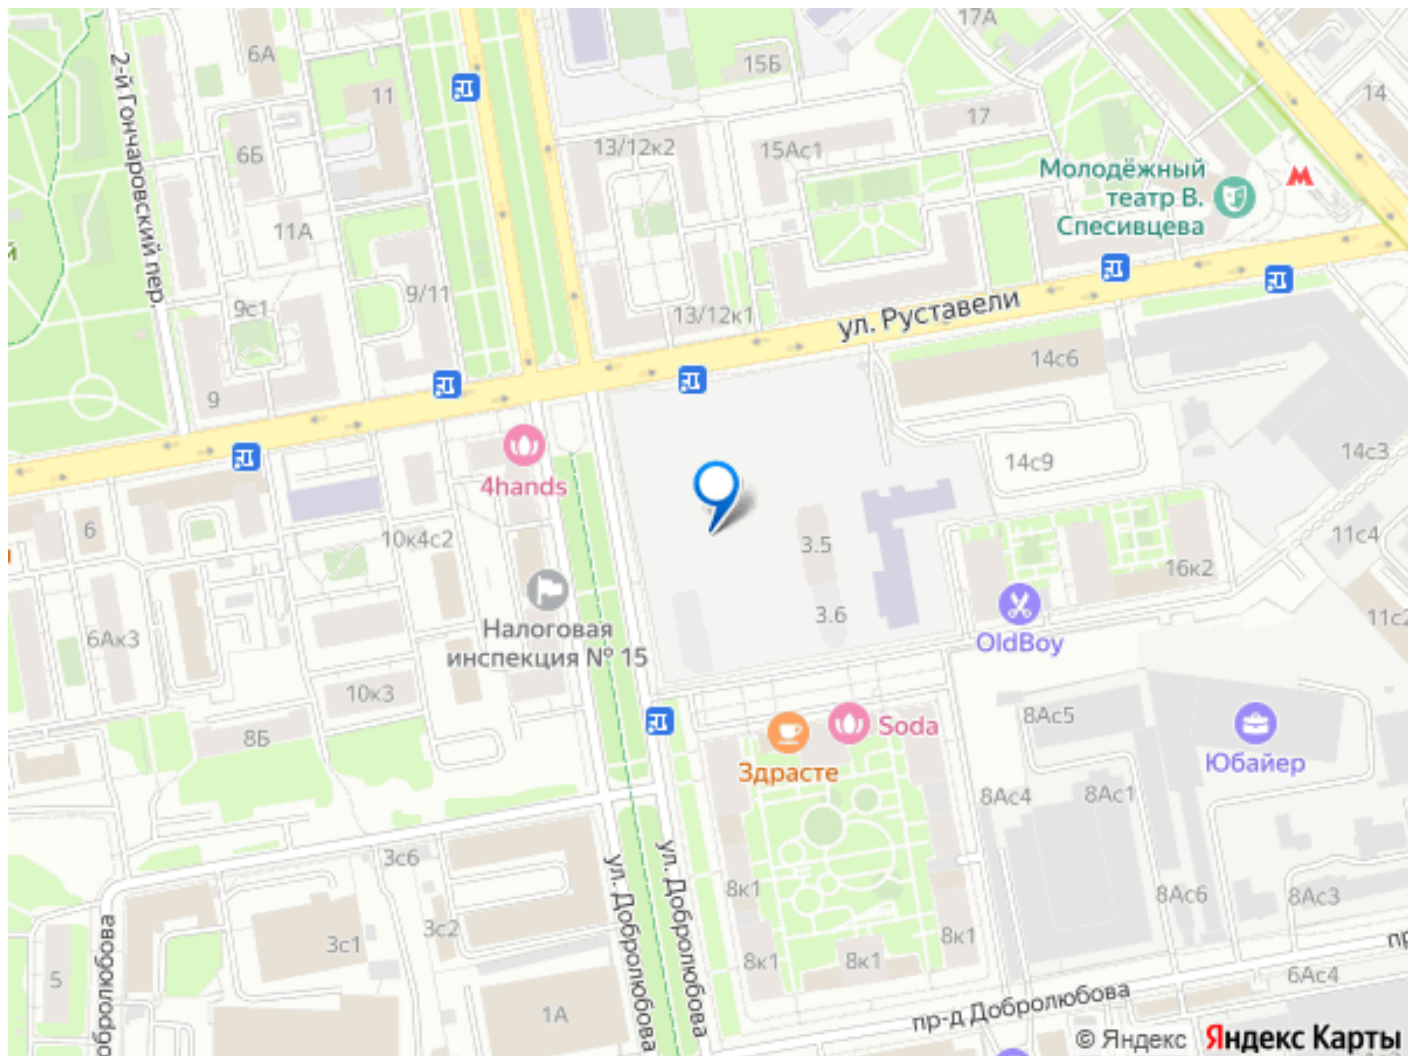 17А
6А
15Б
2-й Гончаровский пер.
11
14
17
13/12к2
15Ас1
6Б
Молодёжный
театр В.
Спесивцева
11А
й
9/11
9с1
13/12к1
ул. Руставели
14с6
9
14с3
14с9
4hands
6
10к4с2
3.5
11с4
16к2
3.6
11с2
6Ак3
Налоговая
инспекция № 15
OldBoy
10к3
8Ас5
Soda
8Б
Юбайер
Здрасте
8Ас4
8Ас1
3с6
ул. Добролюбова
ул. Добролюбова
8к1
8Ас6
8Ас3
3с2
3с1
8к1
пр
обролюбова
5
8к1
8к1
6Ас4
пр-д Добролюбова
1А
© Яндекс Яндекс Карты